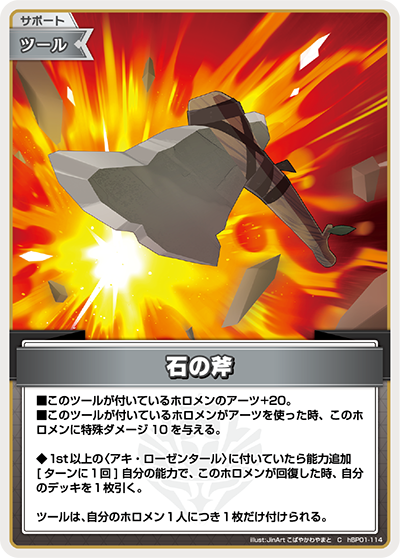 サポート
ツール
石の斧
■このツールが付いているホロメンのアーツ+20。
■このツールが付いているホロメンがアーツを使った時、このホ
ロメンに特殊ダメージ 10 を与える。
◆ 1st以上の〈アキ・ローゼンタール〉に付いていたら能力追加
[ ターンに1回 ] 自分の能力で、このホロメンが回復した時、自分
のデッキを1枚引く。
ツールは、自分のホロメン1人につき1枚だけ付けられる。
illust:JinArt こばやかわやまと C hBP01-114